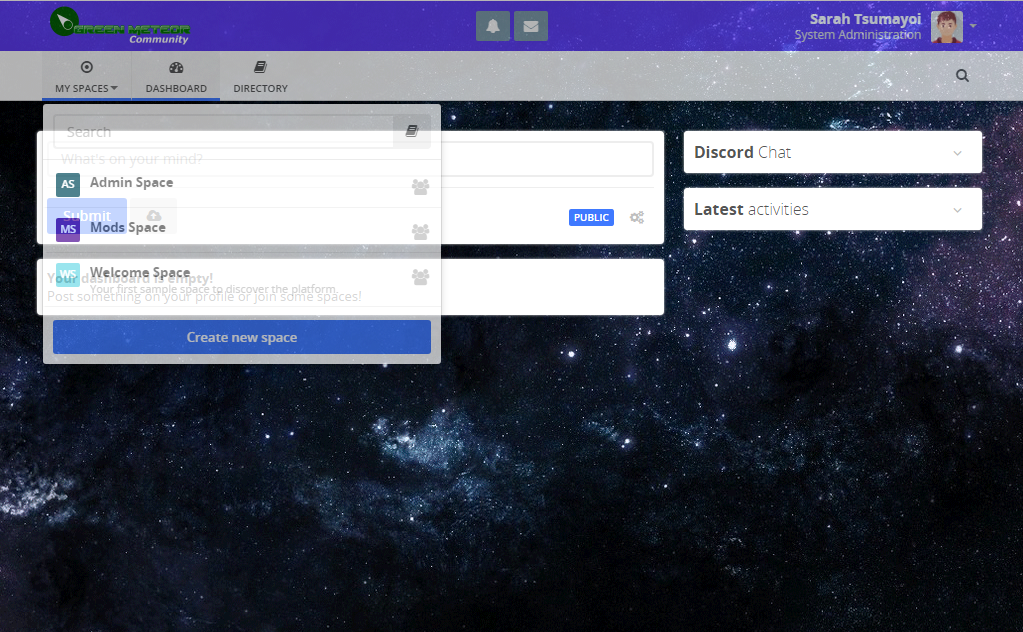 GREEN METEOR
Community
Sarah Tsumayoi
System Administration
MY SPACES
DASHBOARD
DIRECTORY
Search
What's on your mind?
AS Admin Space
Submit
MS Mods Space
PUBLIC
WS Welcome Space
Your first sample space to discover the platform.
Your dashboard is empty!
Post something on your profile or join some spaces!
Create new space
Discord Chat
Latest activities